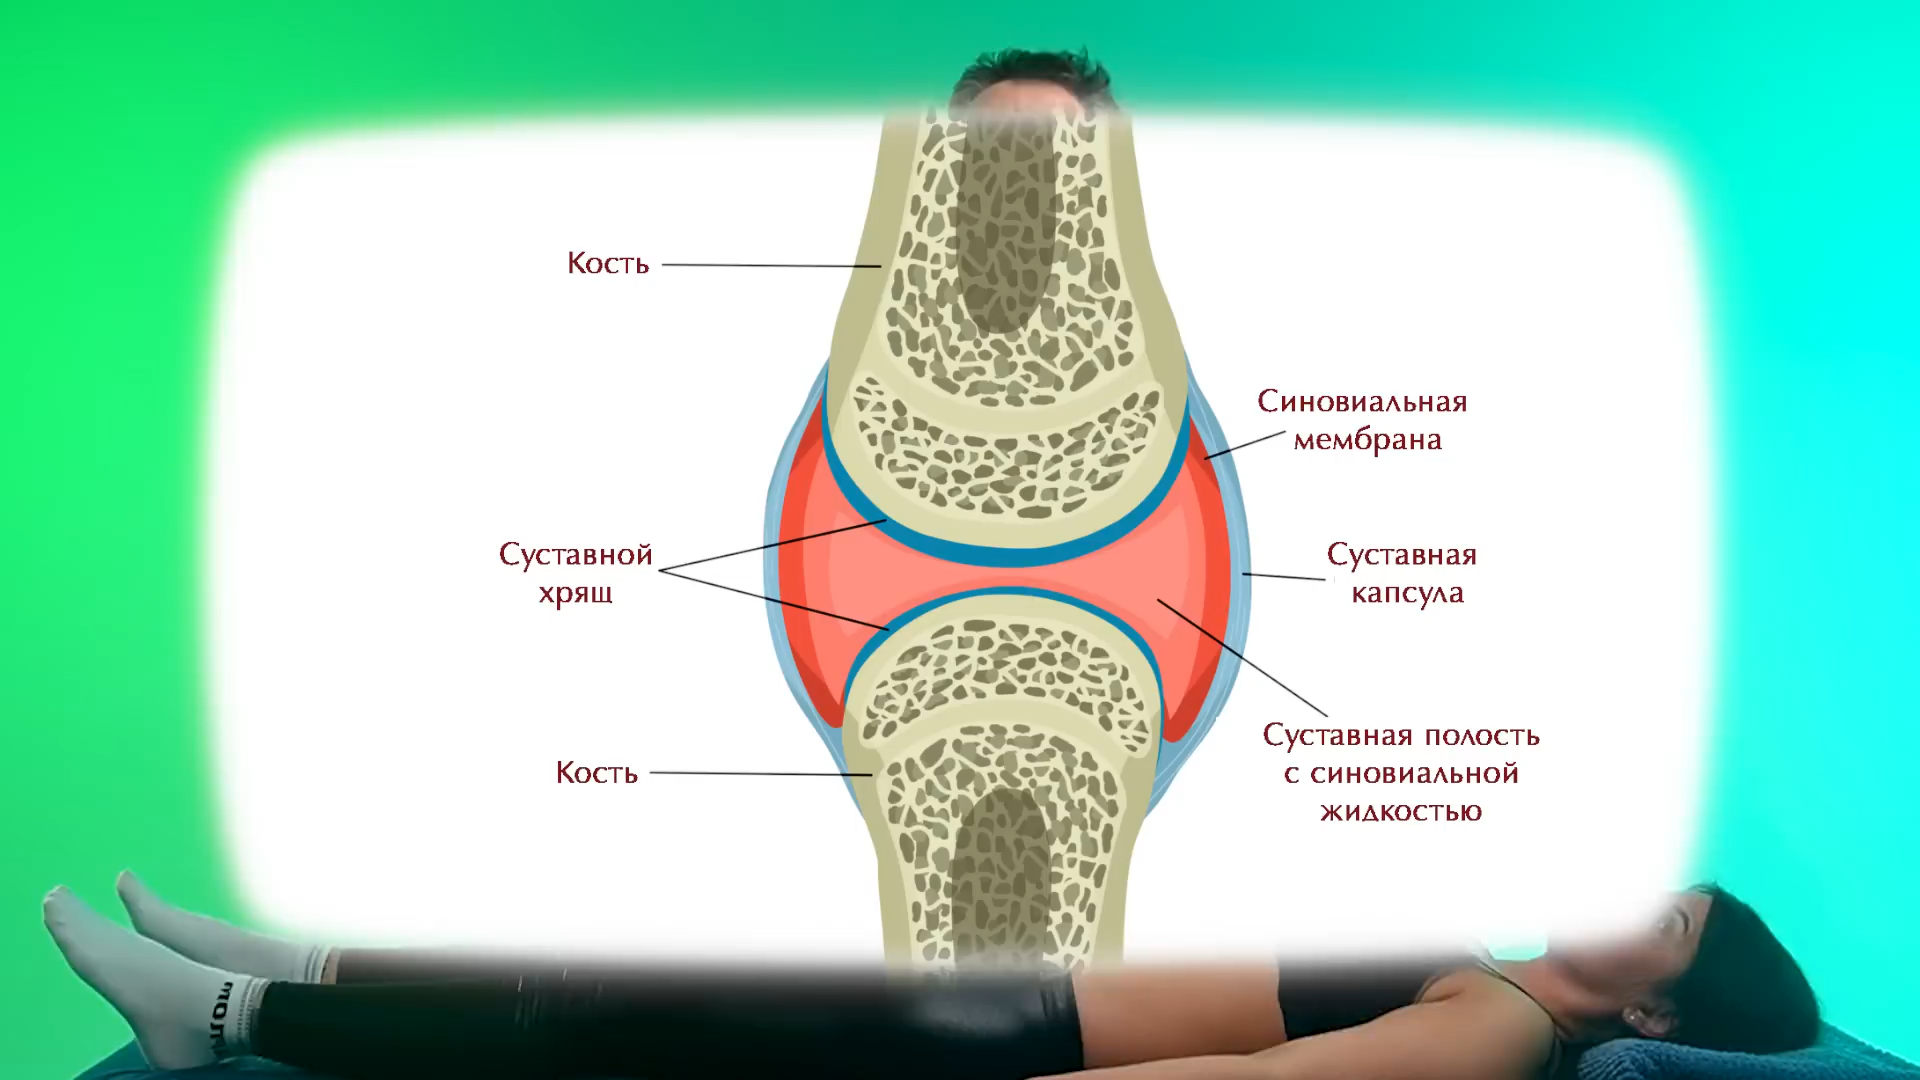 Кость
Синовиальная
мембрана
Суставной
хрящ
Суставная
капсула
Суставная полость
с синовиальной
жидкостью
Кость